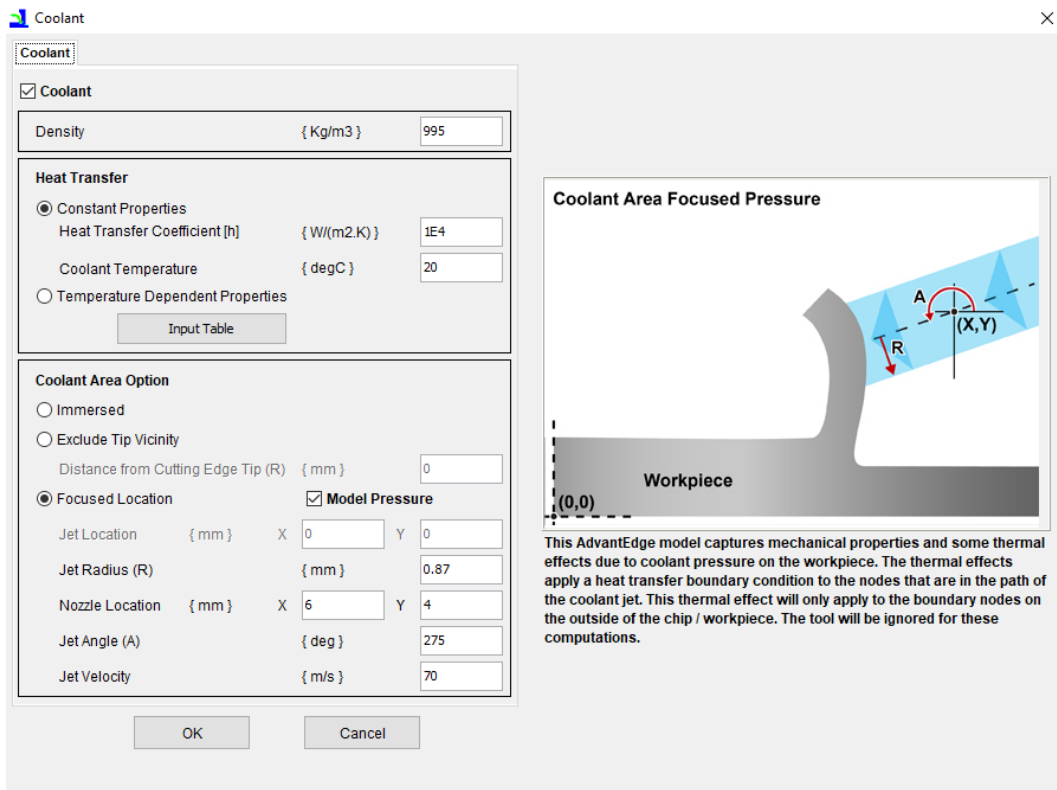 Coolant
Coolant
Coolant
Density { Kg/m3 } 995
Heat Transfer
Constant Properties
Heat Transfer Coefficient [h] { W/(m2.K) } 1E4
Coolant Temperature { degC } 20
Temperature Dependent Properties
Input Table
Coolant Area Option
Immersed
Exclude Tip Vicinity
Distance from Cutting Edge Tip (R) { mm } 0
Focused Location Model Pressure
Jet Location { mm } X 0 Y 0
Jet Radius (R) { mm } 0.87
Nozzle Location { mm } X 6 Y 4
Jet Angle (A) { deg } 275
Jet Velocity { m/s } 70
OK Cancel
Coolant Area Focused Pressure
A
(X,Y)
R
Workpiece
(0,0)
This AdvantEdge model captures mechanical properties and some thermal
effects due to coolant pressure on the workpiece. The thermal effects
apply a heat transfer boundary condition to the nodes that are in the path of
the coolant jet. This thermal effect will only apply to the boundary nodes on
the outside of the chip / workpiece. The tool will be ignored for these
computations.